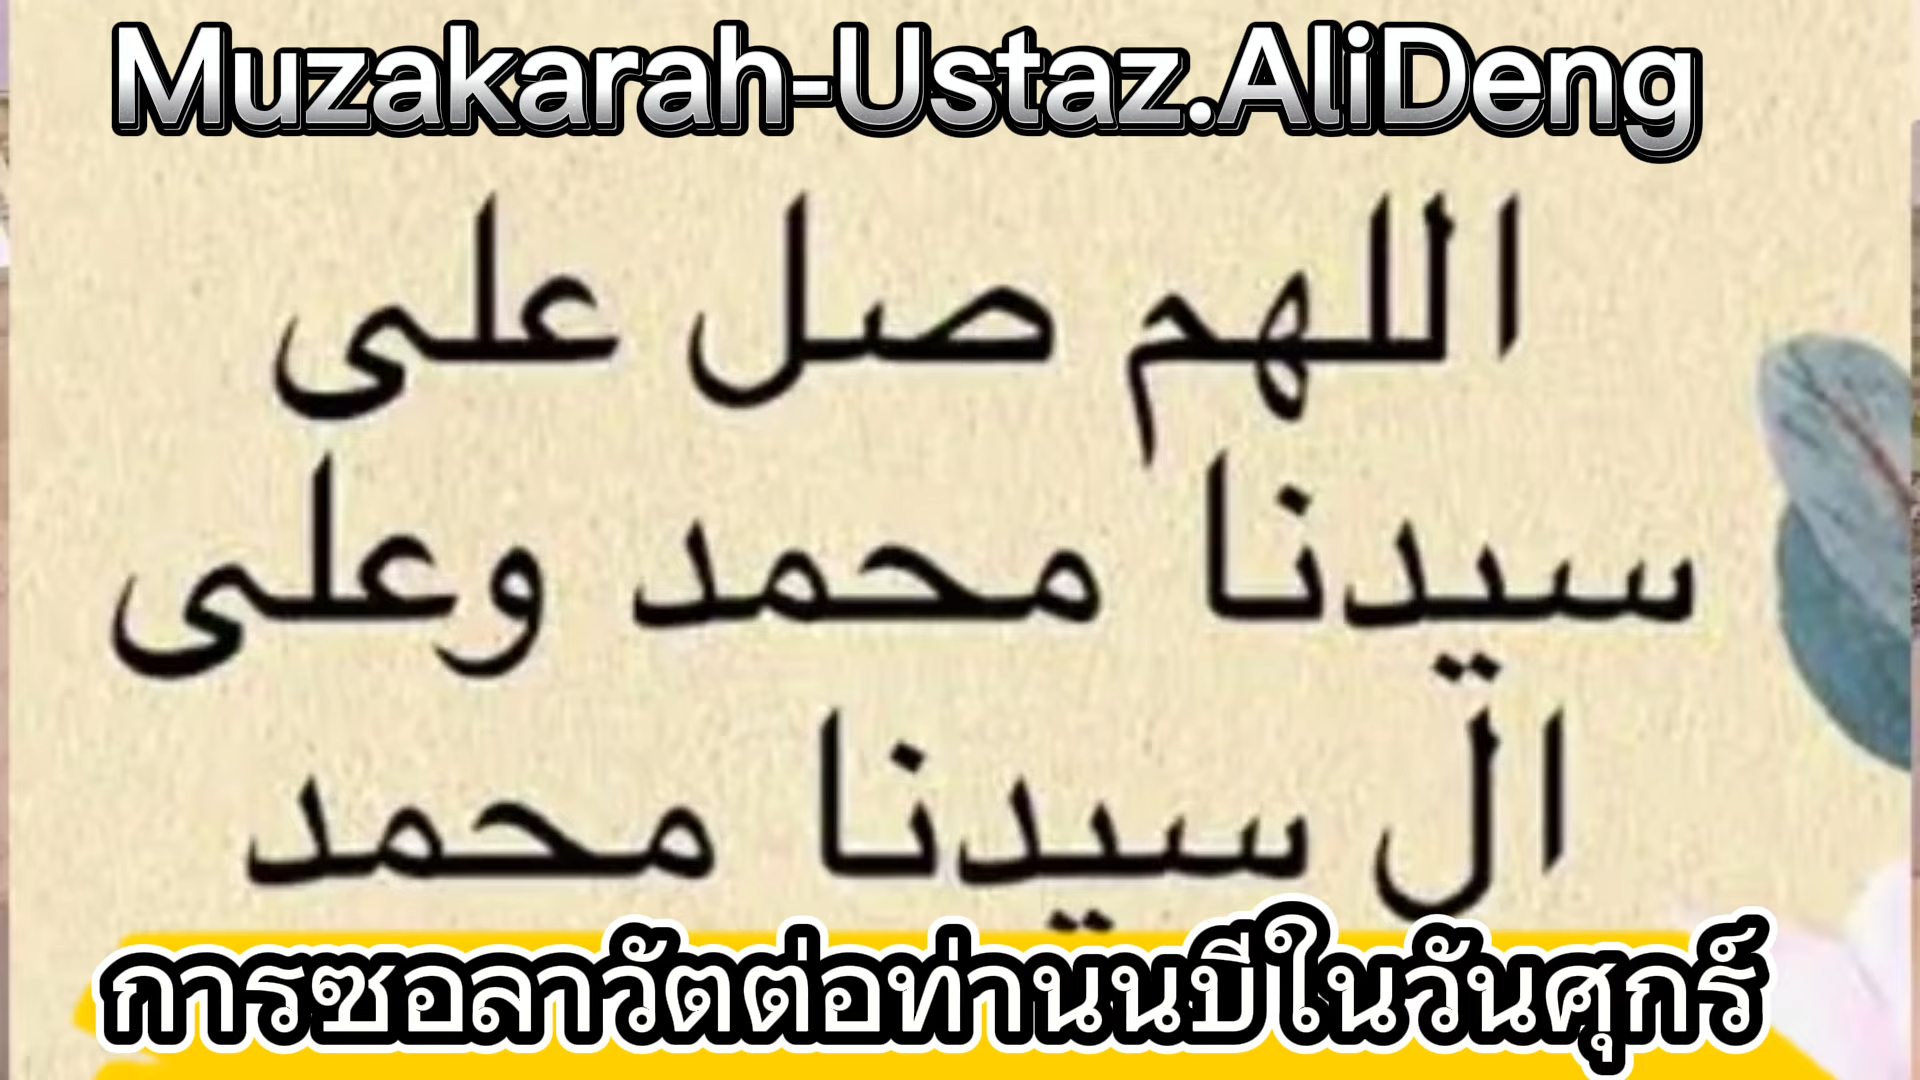 Muzakarah-Ustaz.AliDeng
اللهم صل على
سيدنا محمد وعلى
ال سيدنا محمد
การซอลาวัตต่อท่านนบีในวันศุกร์